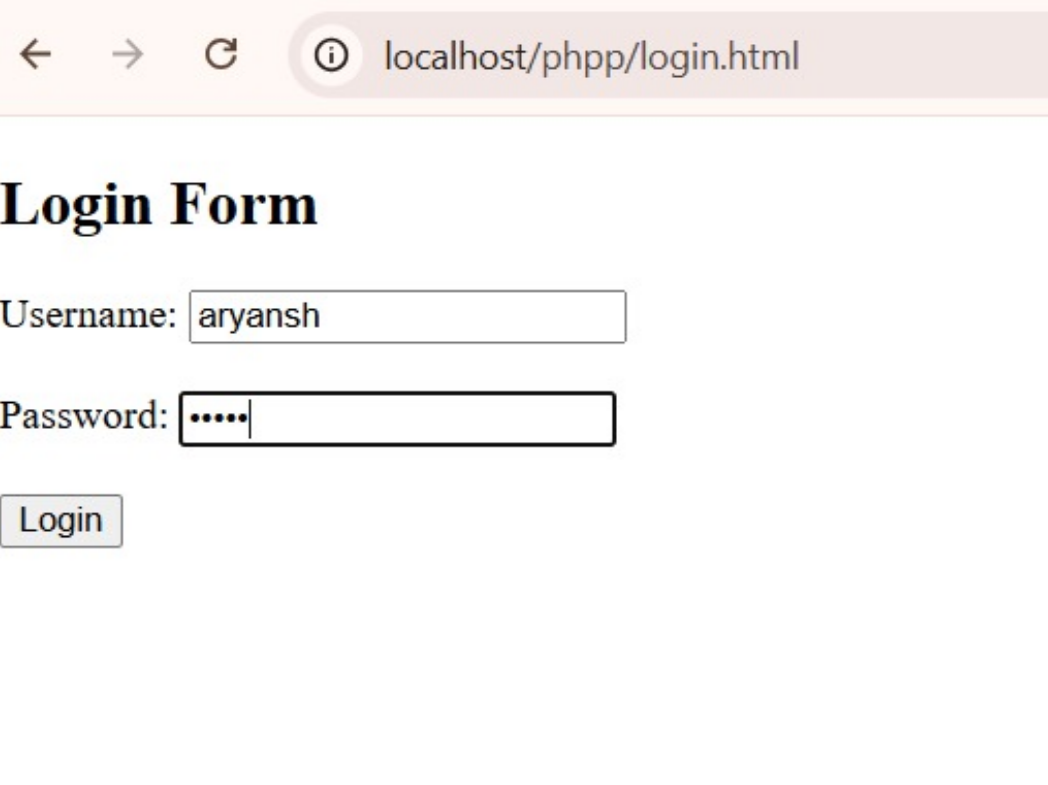 localhost/phpp/login.html
Login Form
Username: aryansh
Password: •••••
Login